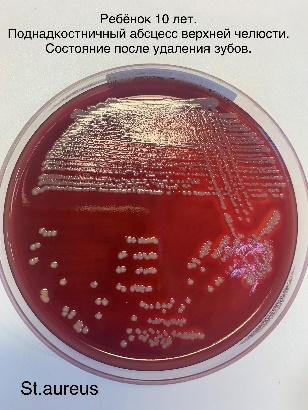 Ребёнок 10 лет.
Поднадкостничный абсцесс верхней челюсти.
Состояние после удаления зубов.
St.aureus